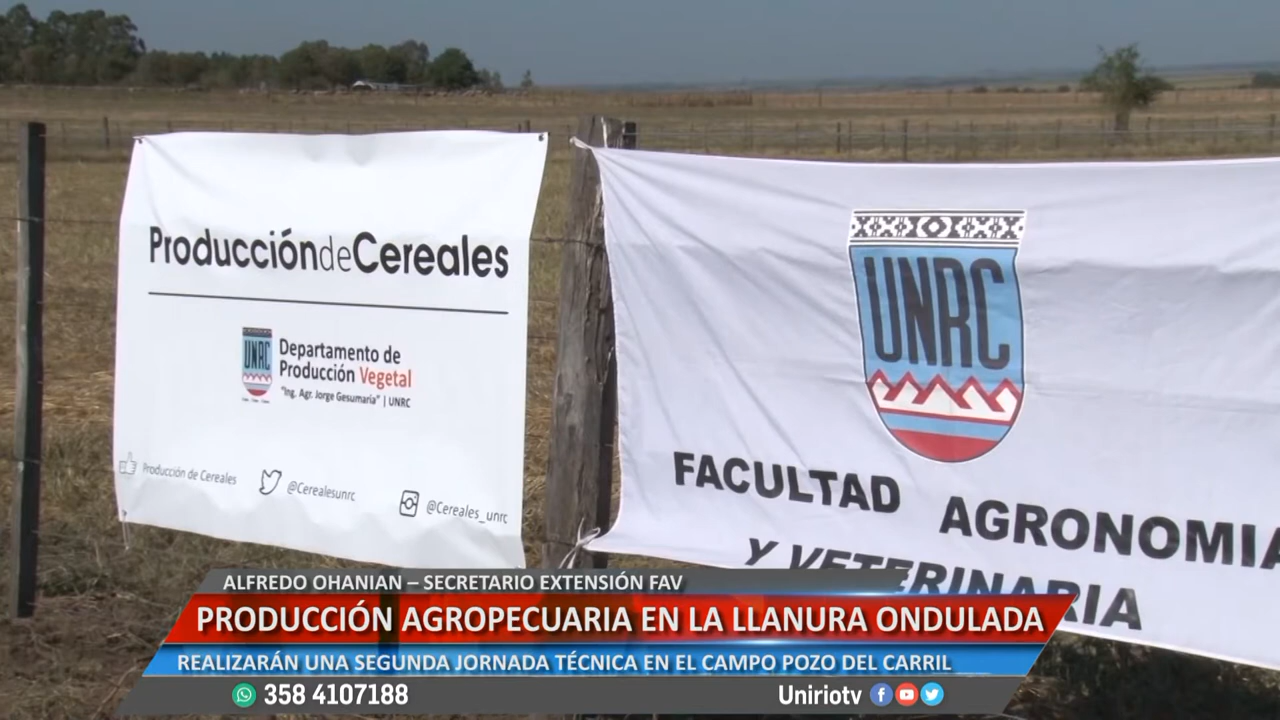 ProduccióndeCereales
UNRC
Departamento de
Producción Vegetal
"Ing. Agr. Jorge Gesumaria" | UNRC
Producción de Cereales
@Cerealesunrc
@Cereales_unrc
UNRC
FACULTAD AGRONOMIA
Y VETERINARIA
ALFREDO OHANIAN – SECRETARIO EXTENSIÓN FAV
PRODUCCIÓN AGROPECUARIA EN LA LLANURA ONDULADA
REALIZARÁN UNA SEGUNDA JORNADA TÉCNICA EN EL CAMPO POZO DEL CARRIL
358 4107188
Uniriotv